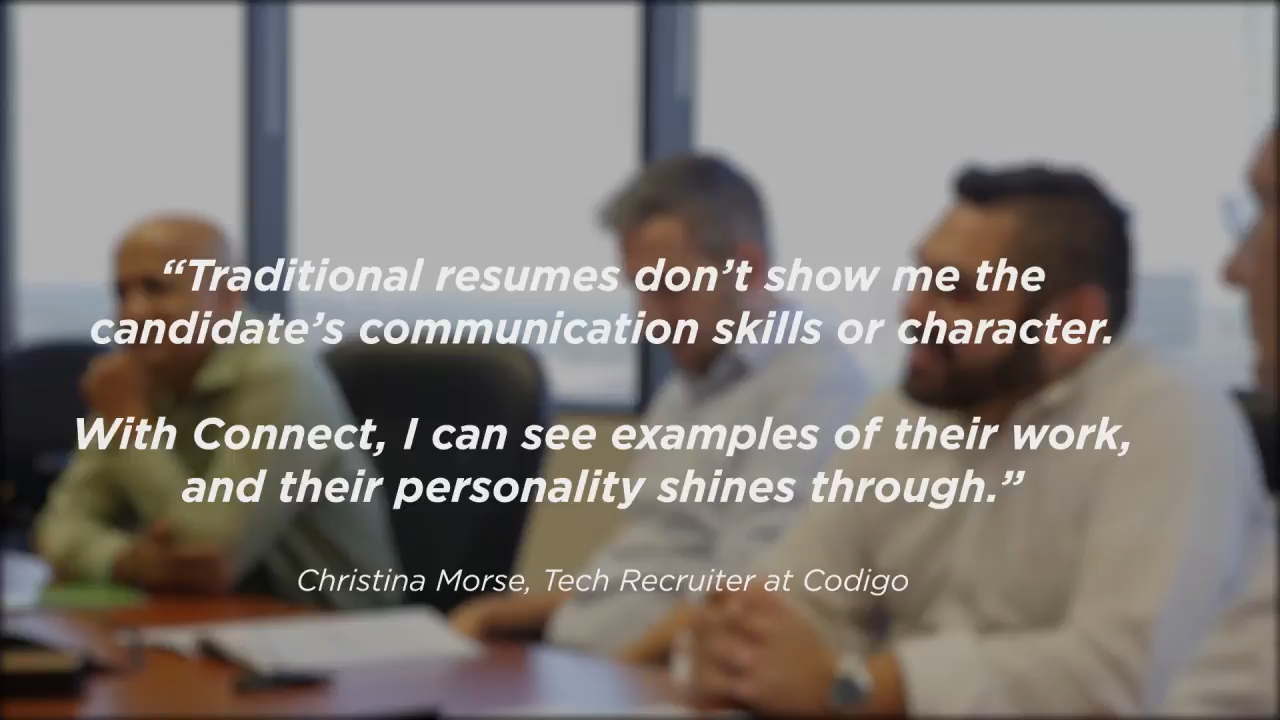 “Traditional resumes don’t show me the
candidate’s communication skills or character.
With Connect, I can see examples of their work,
and their personality shines through.”
Christina Morse, Tech Recruiter at Codigo